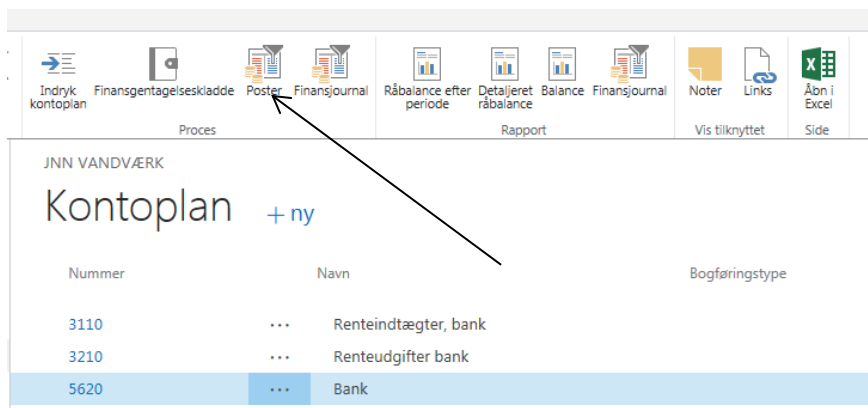 Indryk kontoplan
Finansgentagelseskladde
Poster
Finansjournal
Råbalance efter periode
Detaljeret råbalance
Balance
Finansjournal
Noter
Links
Åbn i Excel
Proces
Rapport
Vis tilknyttet
Side
JNN VANDVÆRK
Kontoplan + ny
Nummer Navn Bogføringstype
3110 ... Renteindtægter, bank
3210 ... Renteudgifter bank
5620 ... Bank